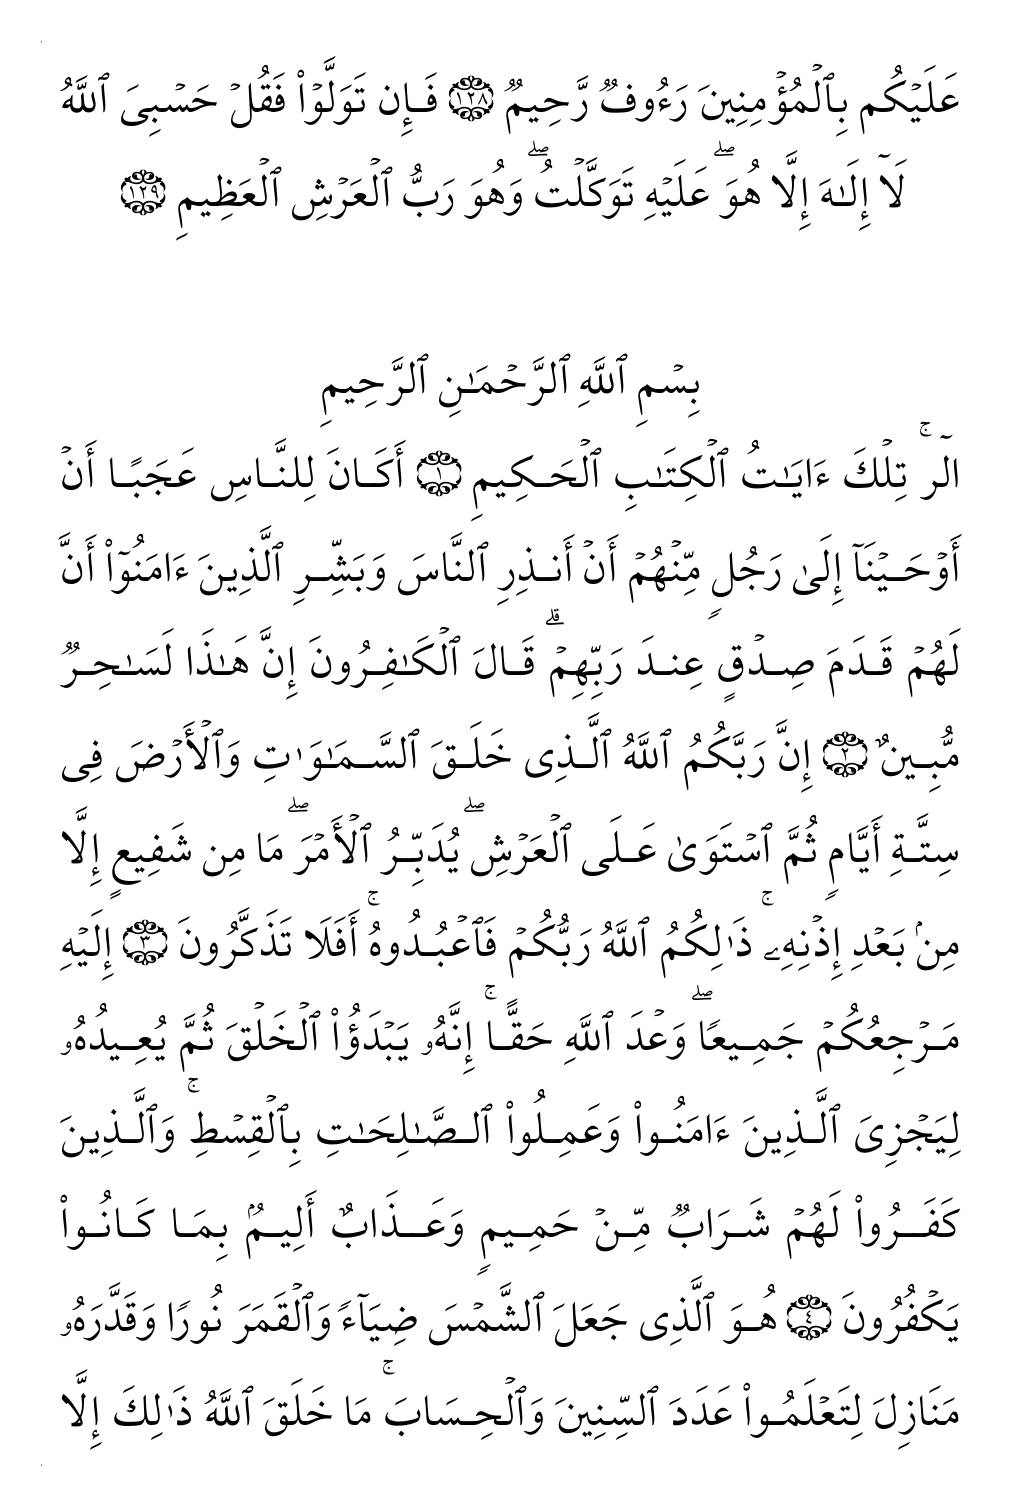 عَلَيۡكُم بِٱلۡمُؤۡمِنِينَ رَءُوفٞ رَّحِيمٞ ١٢٨ فَإِن تَوَلَّوۡاْ فَقُلۡ حَسۡبِيَ ٱللَّهُ
لَآ إِلَٰهَ إِلَّا هُوَۖ عَلَيۡهِ تَوَكَّلۡتُۖ وَهُوَ رَبُّ ٱلۡعَرۡشِ ٱلۡعَظِيمِ ١٢٩
بِسۡمِ ٱللَّهِ ٱلرَّحۡمَٰنِ ٱلرَّحِيمِ
الٓرۚ تِلۡكَ ءَايَٰتُ ٱلۡكِتَٰبِ ٱلۡحَكِيمِ ١ أَكَانَ لِلنَّاسِ عَجَبًا أَنۡ
أَوۡحَيۡنَآ إِلَىٰ رَجُلٖ مِّنۡهُمۡ أَنۡ أَنذِرِ ٱلنَّاسَ وَبَشِّرِ ٱلَّذِينَ ءَامَنُوٓاْ أَنَّ
لَهُمۡ قَدَمَ صِدۡقٍ عِندَ رَبِّهِمۡۗ قَالَ ٱلۡكَٰفِرُونَ إِنَّ هَٰذَا لَسَٰحِرٞ
مُّبِينٌ ٢ إِنَّ رَبَّكُمُ ٱللَّهُ ٱلَّذِي خَلَقَ ٱلسَّمَٰوَٰتِ وَٱلۡأَرۡضَ فِي
سِتَّةِ أَيَّامٖ ثُمَّ ٱسۡتَوَىٰ عَلَى ٱلۡعَرۡشِۖ يُدَبِّرُ ٱلۡأَمۡرَۖ مَا مِن شَفِيعٍ إِلَّا
مِنۢ بَعۡدِ إِذۡنِهِۦۚ ذَٰلِكُمُ ٱللَّهُ رَبُّكُمۡ فَٱعۡبُدُوهُۚ أَفَلَا تَذَكَّرُونَ ٣ إِلَيۡهِ
مَرۡجِعُكُمۡ جَمِيعٗاۖ وَعۡدَ ٱللَّهِ حَقًّاۚ إِنَّهُۥ يَبۡدَؤُاْ ٱلۡخَلۡقَ ثُمَّ يُعِيدُهُۥ
لِيَجۡزِيَ ٱلَّذِينَ ءَامَنُواْ وَعَمِلُواْ ٱلصَّٰلِحَٰتِ بِٱلۡقِسۡطِۚ وَٱلَّذِينَ
كَفَرُواْ لَهُمۡ شَرَابٞ مِّنۡ حَمِيمٖ وَعَذَابٌ أَلِيمُۢ بِمَا كَانُواْ
يَكۡفُرُونَ ٤ هُوَ ٱلَّذِي جَعَلَ ٱلشَّمۡسَ ضِيَآءٗ وَٱلۡقَمَرَ نُورٗا وَقَدَّرَهُۥ
مَنَازِلَ لِتَعۡلَمُواْ عَدَدَ ٱلسِّنِينَ وَٱلۡحِسَابَۚ مَا خَلَقَ ٱللَّهُ ذَٰلِكَ إِلَّا